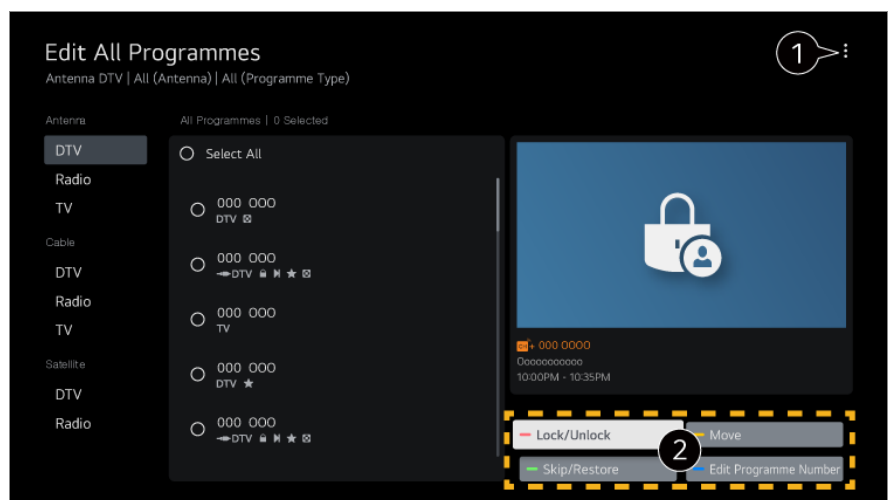 Edit All Programmes
Antenna DTV | All (Antenna) | All (Programme Type)
1
Antenna
DTV
Radio
TV
Cable
DTV
Radio
TV
Satellite
DTV
Radio
All Programmes | 0 Selected
Select All
000 000
DTV
000 000
DTV
000 000
TV
000 000
DTV
000 000
DTV
000 0000
Oooooooooooo
10:00PM - 10:35PM
Lock/Unlock
Move
2
Skip/Restore
Edit Programme Number